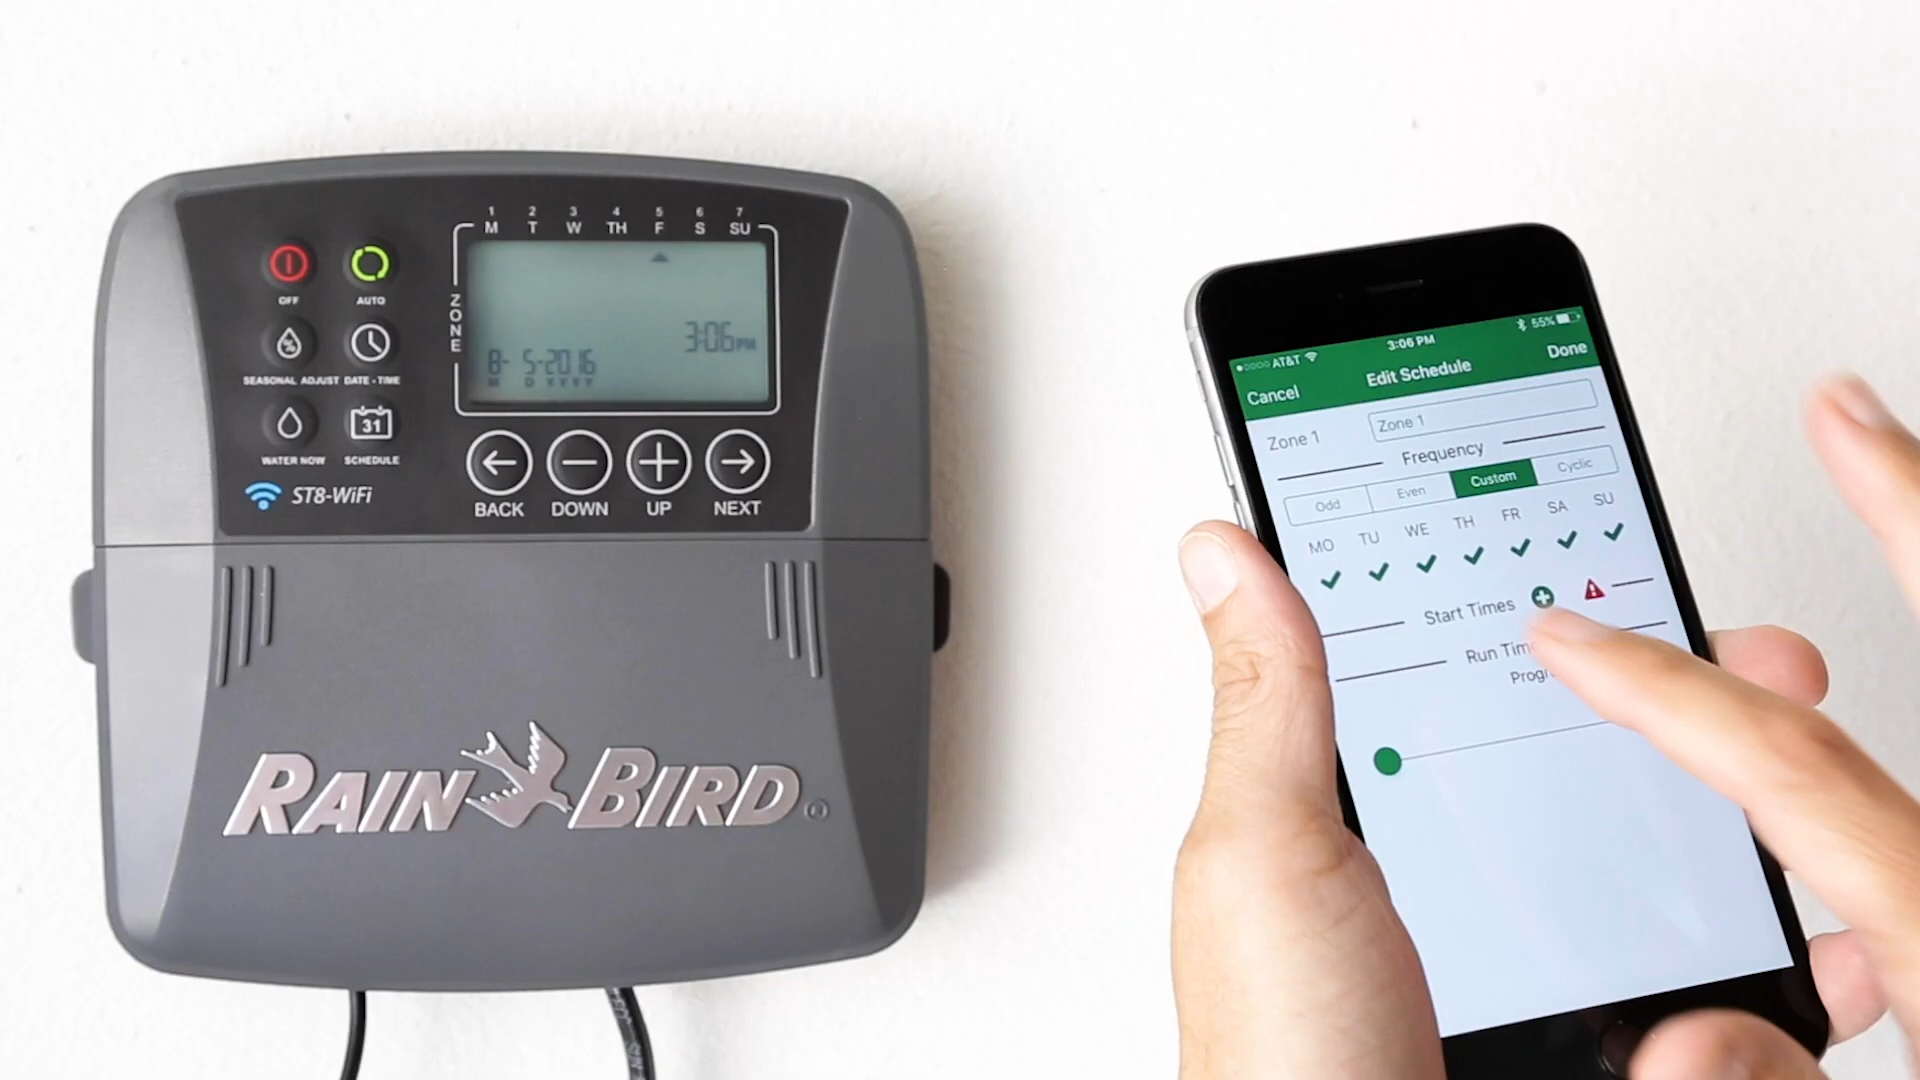 1 2 3 4 5 6 7
M T W TH F S SU
ZONE
OFF AUTO
3:06PM
8- 5-2016
M D YYYY
SEASONAL ADJUST DATE - TIME
31
WATER NOW SCHEDULE
ST8-WiFi
BACK DOWN UP NEXT
RAIN BIRD ®
AT&T 3:06 PM 55%
Cancel Edit Schedule Done
Zone 1 Zone 1
Frequency
Odd Even Custom Cyclic
MO TU WE TH FR SA SU
Start Times
Run